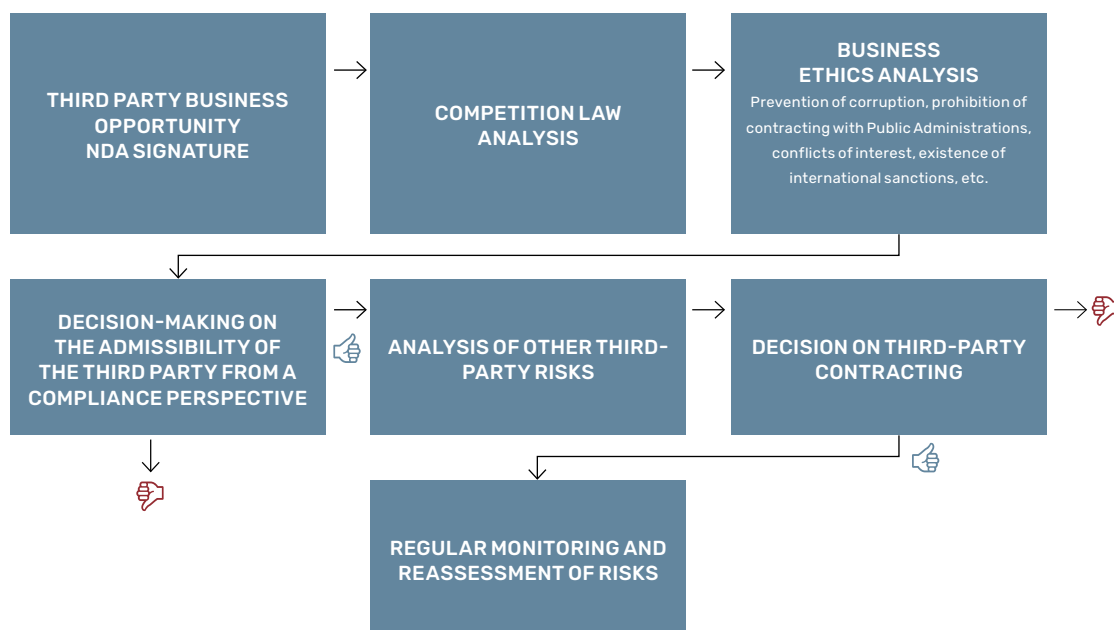 THIRD PARTY BUSINESS
OPPORTUNITY
NDA SIGNATURE
COMPETITION LAW
ANALYSIS
BUSINESS
ETHICS ANALYSIS
Prevention of corruption, prohibition of
contracting with Public Administrations,
conflicts of interest, existence of
international sanctions, etc.
DECISION-MAKING ON
THE ADMISSIBILITY OF
THE THIRD PARTY FROM A
COMPLIANCE PERSPECTIVE
ANALYSIS OF OTHER THIRD-
PARTY RISKS
DECISION ON THIRD-PARTY
CONTRACTING
REGULAR MONITORING AND
REASSESSMENT OF RISKS